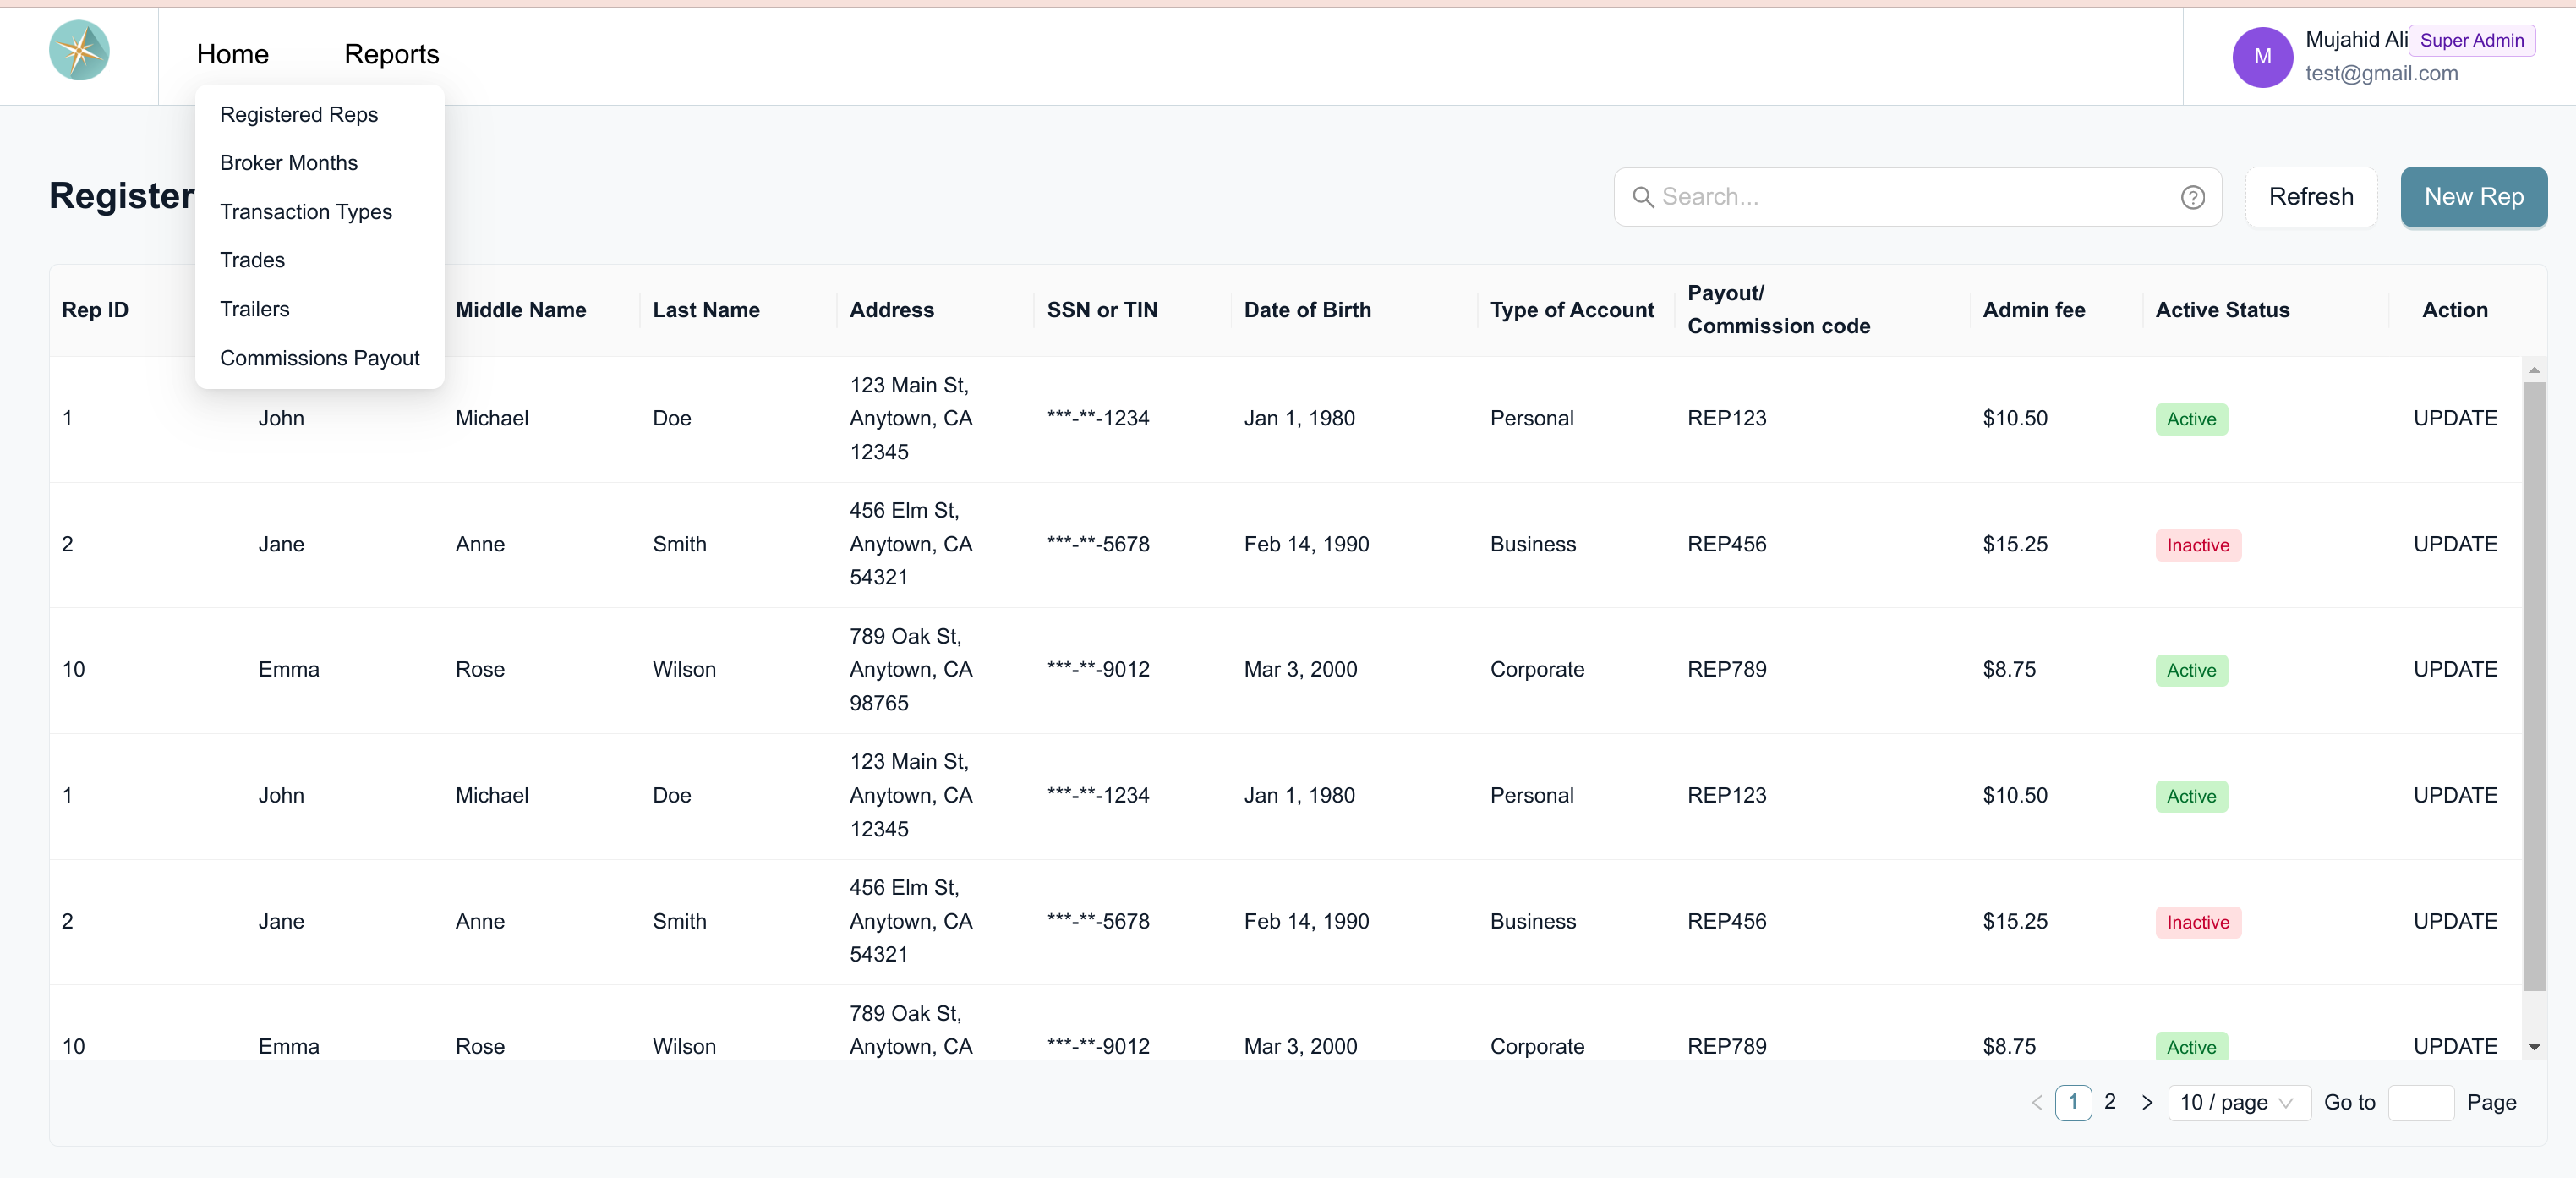 Home Reports
M Mujahid Ali Super Admin
test@gmail.com
Registered Reps
Broker Months
Transaction Types
Trades
Trailers
Commissions Payout
Register
Search...
Refresh
New Rep
Rep ID Middle Name Last Name Address SSN or TIN Date of Birth Type of Account Payout/
Commission code Admin fee Active Status Action
1 John Michael Doe 123 Main St,
Anytown, CA
12345 ***-**-1234 Jan 1, 1980 Personal REP123 $10.50 Active UPDATE
2 Jane Anne Smith 456 Elm St,
Anytown, CA
54321 ***-**-5678 Feb 14, 1990 Business REP456 $15.25 Inactive UPDATE
10 Emma Rose Wilson 789 Oak St,
Anytown, CA
98765 ***-**-9012 Mar 3, 2000 Corporate REP789 $8.75 Active UPDATE
1 John Michael Doe 123 Main St,
Anytown, CA
12345 ***-**-1234 Jan 1, 1980 Personal REP123 $10.50 Active UPDATE
2 Jane Anne Smith 456 Elm St,
Anytown, CA
54321 ***-**-5678 Feb 14, 1990 Business REP456 $15.25 Inactive UPDATE
10 Emma Rose Wilson 789 Oak St,
Anytown, CA ***-**-9012 Mar 3, 2000 Corporate REP789 $8.75 Active UPDATE
< 1 2 > 10 / page Go to Page